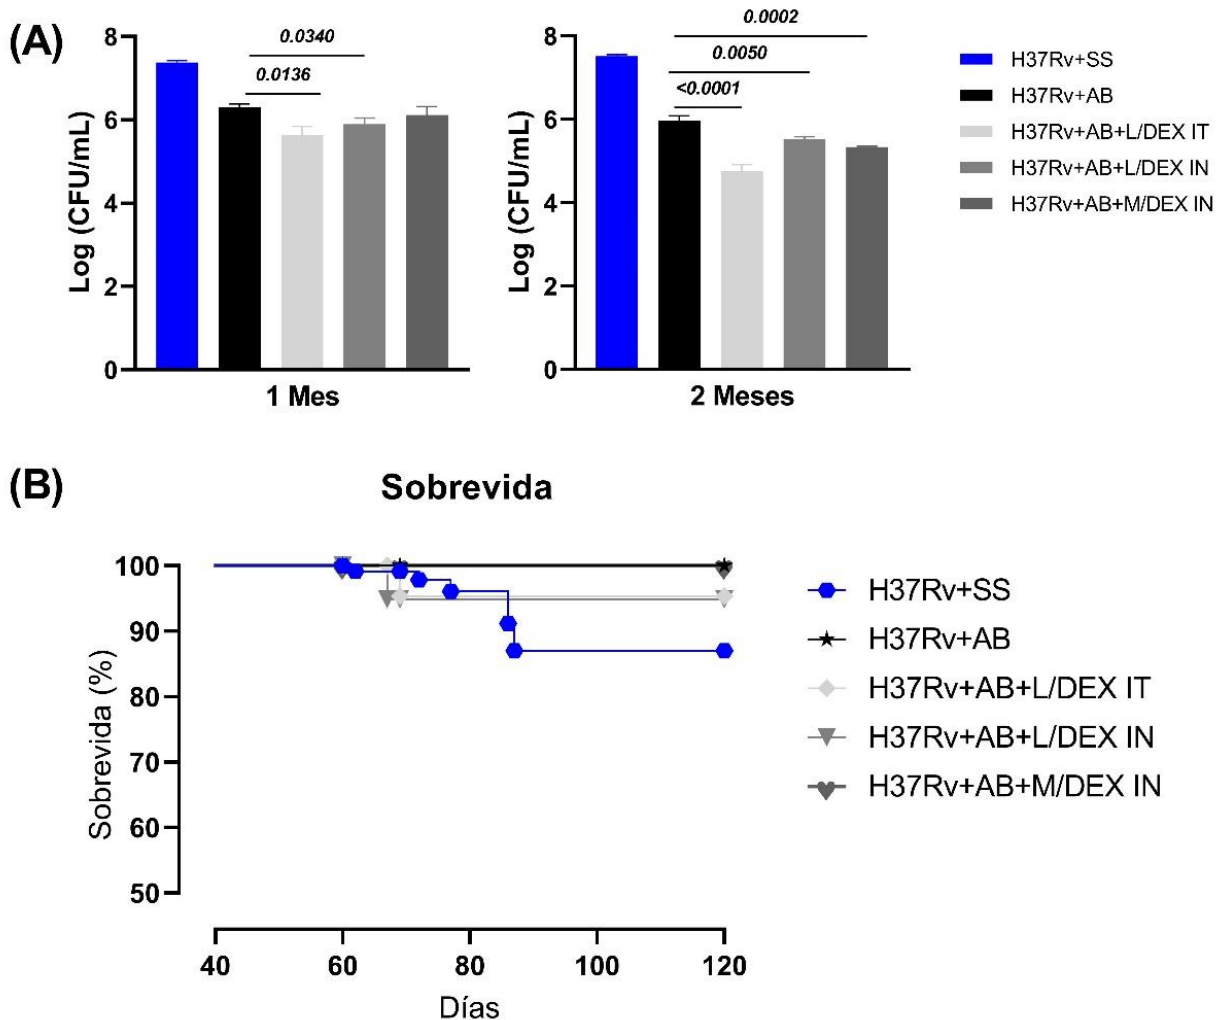 (A)
8
6
4
2
0
Log (CFU/mL)
0.0340
0.0136
1 Mes
8
6
4
2
0
Log (CFU/mL)
0.0002
0.0050
<0.0001
2 Meses
H37Rv+SS
H37Rv+AB
H37Rv+AB+L/DEX IT
H37Rv+AB+L/DEX IN
H37Rv+AB+M/DEX IN
(B)
Sobrevida
100
90
80
70
60
50
Sobrevida (%)
40 60 80 100 120
Días
H37Rv+SS
H37Rv+AB
H37Rv+AB+L/DEX IT
H37Rv+AB+L/DEX IN
H37Rv+AB+M/DEX IN